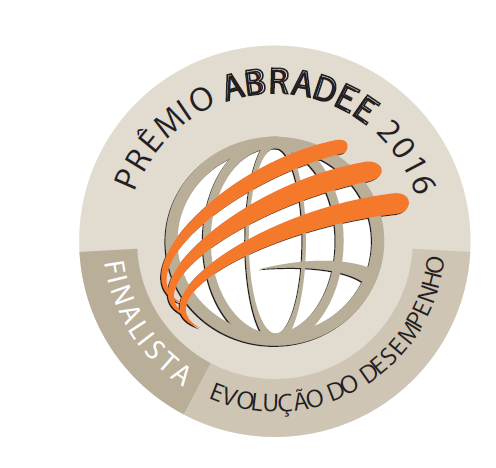 PRÊMIO ABRADEE 2016
FINALISTA
EVOLUÇÃO DO DESEMPENHO